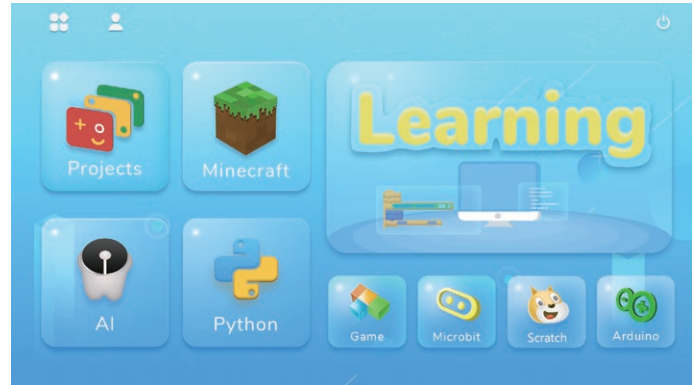 Learning
Projects
Minecraft
AI
Python
Game
Microbit
Scratch
Arduino